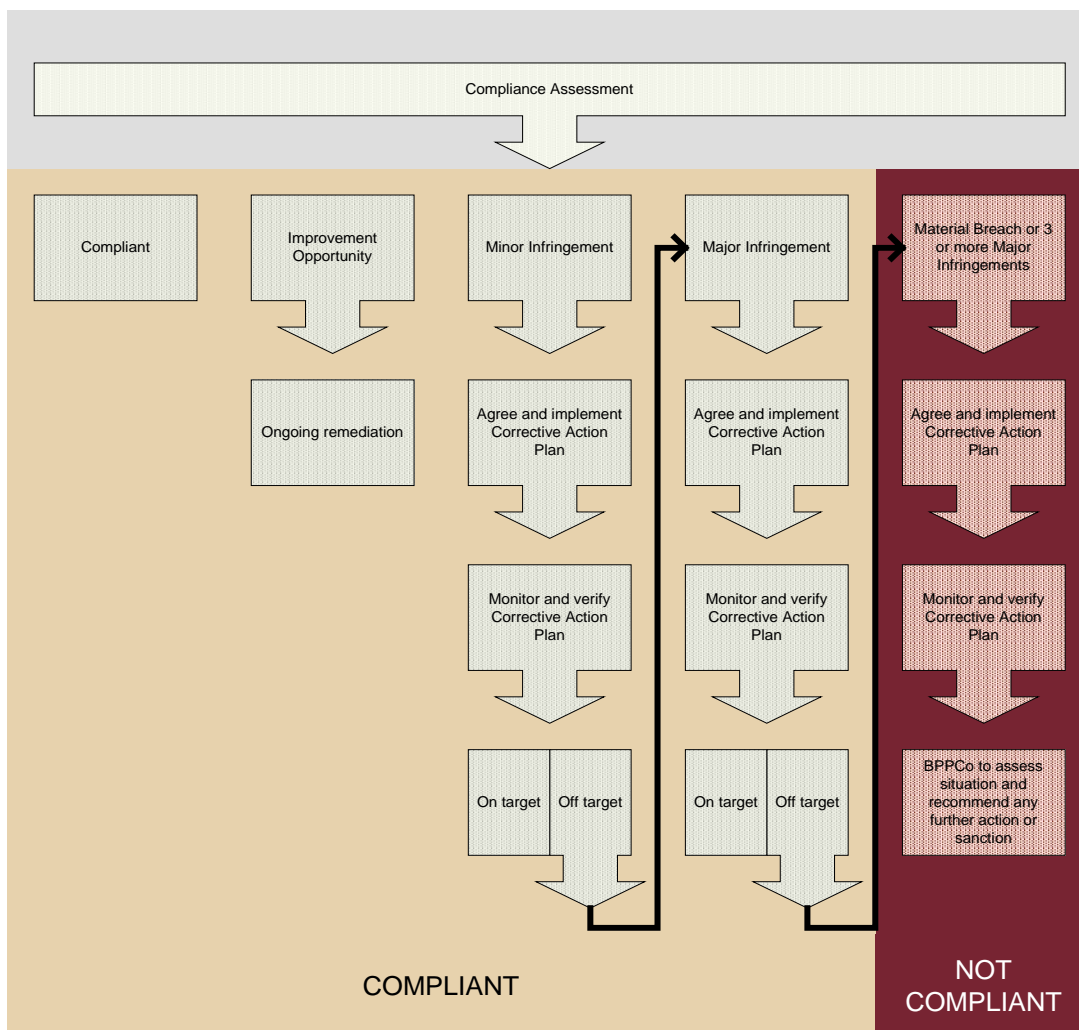 Compliance Assessment
Compliant
Improvement
Opportunity
Minor Infringement
Major Infringement
Material Breach or 3
or more Major
Infringements
Ongoing remediation
Agree and implement
Corrective Action
Plan
Agree and implement
Corrective Action
Plan
Agree and implement
Corrective Action
Plan
Monitor and verify
Corrective Action
Plan
Monitor and verify
Corrective Action
Plan
Monitor and verify
Corrective Action
Plan
On target
Off target
On target
Off target
BPPCo to assess
situation and
recommend any
further action or
sanction
COMPLIANT
NOT
COMPLIANT